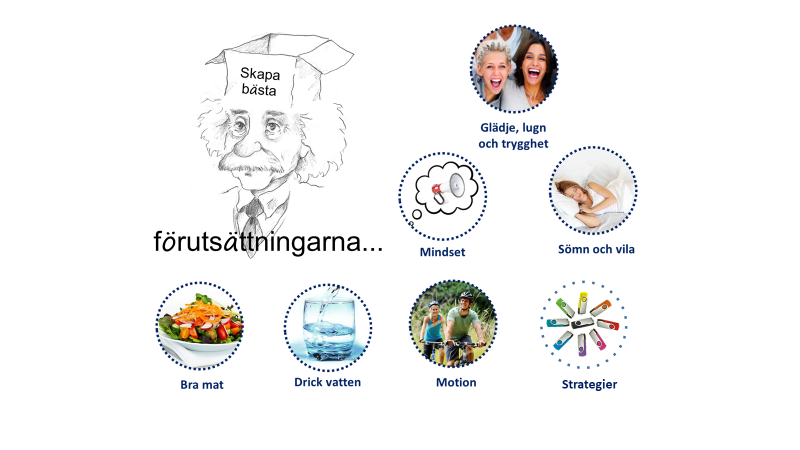 Skapa
bästa
förutsättningarna...
Glädje, lugn
och trygghet
Mindset
Sömn och vila
Bra mat
Drick vatten
Motion
Strategier